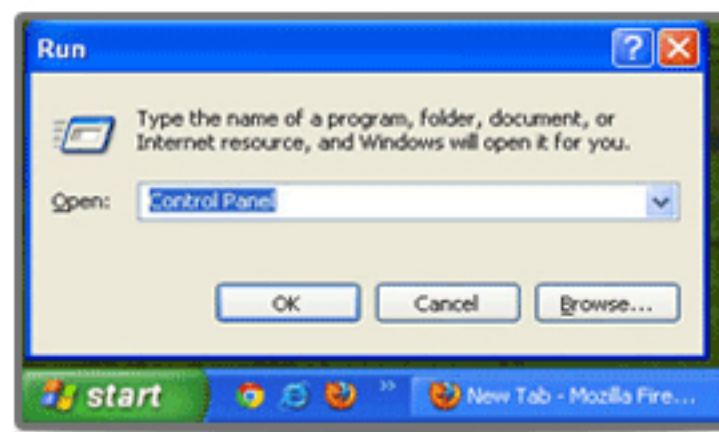 Run
?
Type the name of a program, folder, document, or
Internet resource, and Windows will open it for you.
Open:
Control Panel
OK
Cancel
Browse...
start
»
New Tab - Mozilla Fire...